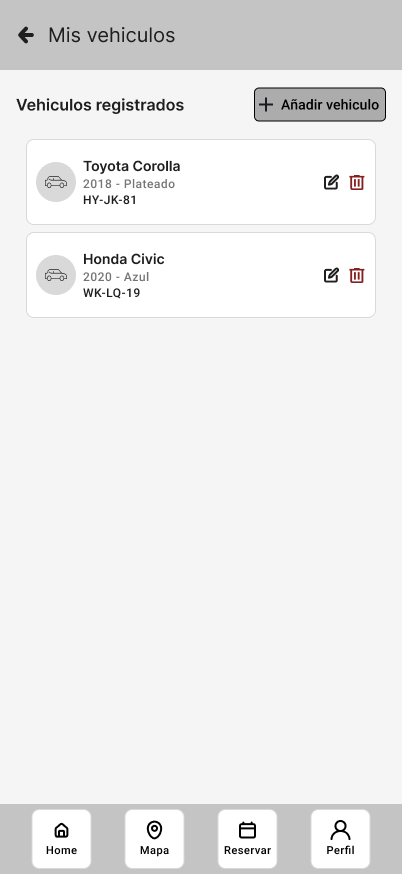 Mis vehiculos
Vehiculos registrados
Añadir vehiculo
Toyota Corolla
2018 - Plateado
HY-JK-81
Honda Civic
2020 - Azul
WK-LQ-19
Home
Mapa
Reservar
Perfil